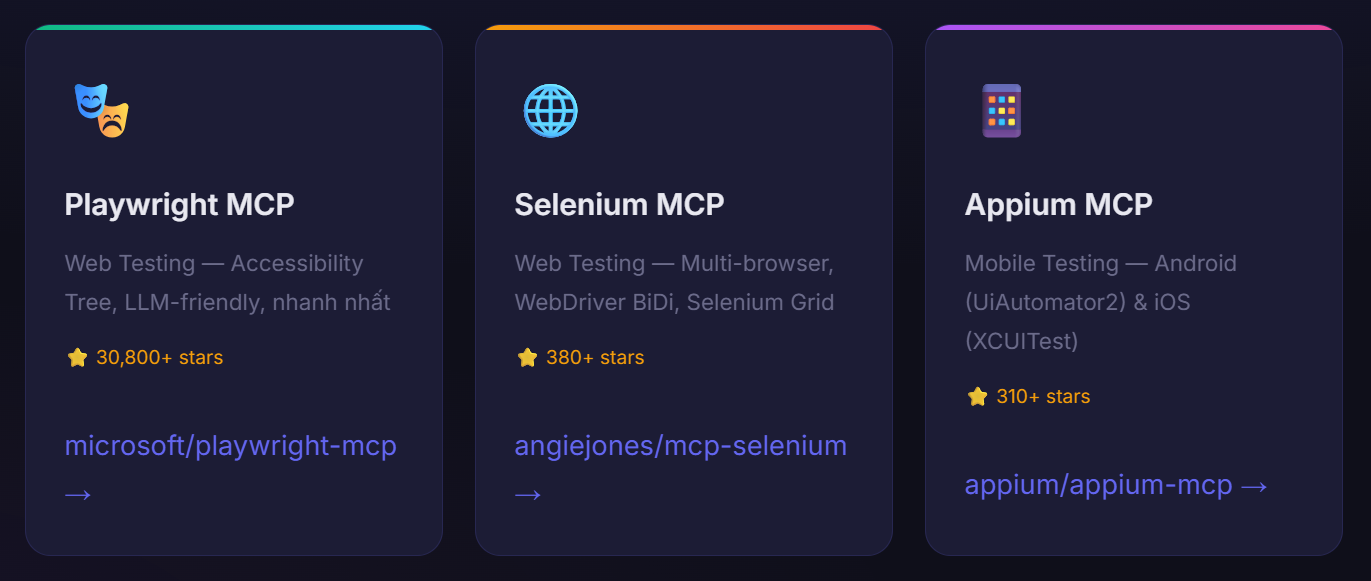 Playwright MCP
Web Testing — Accessibility
Tree, LLM-friendly, nhanh nhất
30,800+ stars
microsoft/playwright-mcp
→
Selenium MCP
Web Testing — Multi-browser,
WebDriver BiDi, Selenium Grid
380+ stars
angiejones/mcp-selenium
→
Appium MCP
Mobile Testing — Android
(UiAutomator2) & iOS
(XCUITest)
310+ stars
appium/appium-mcp →